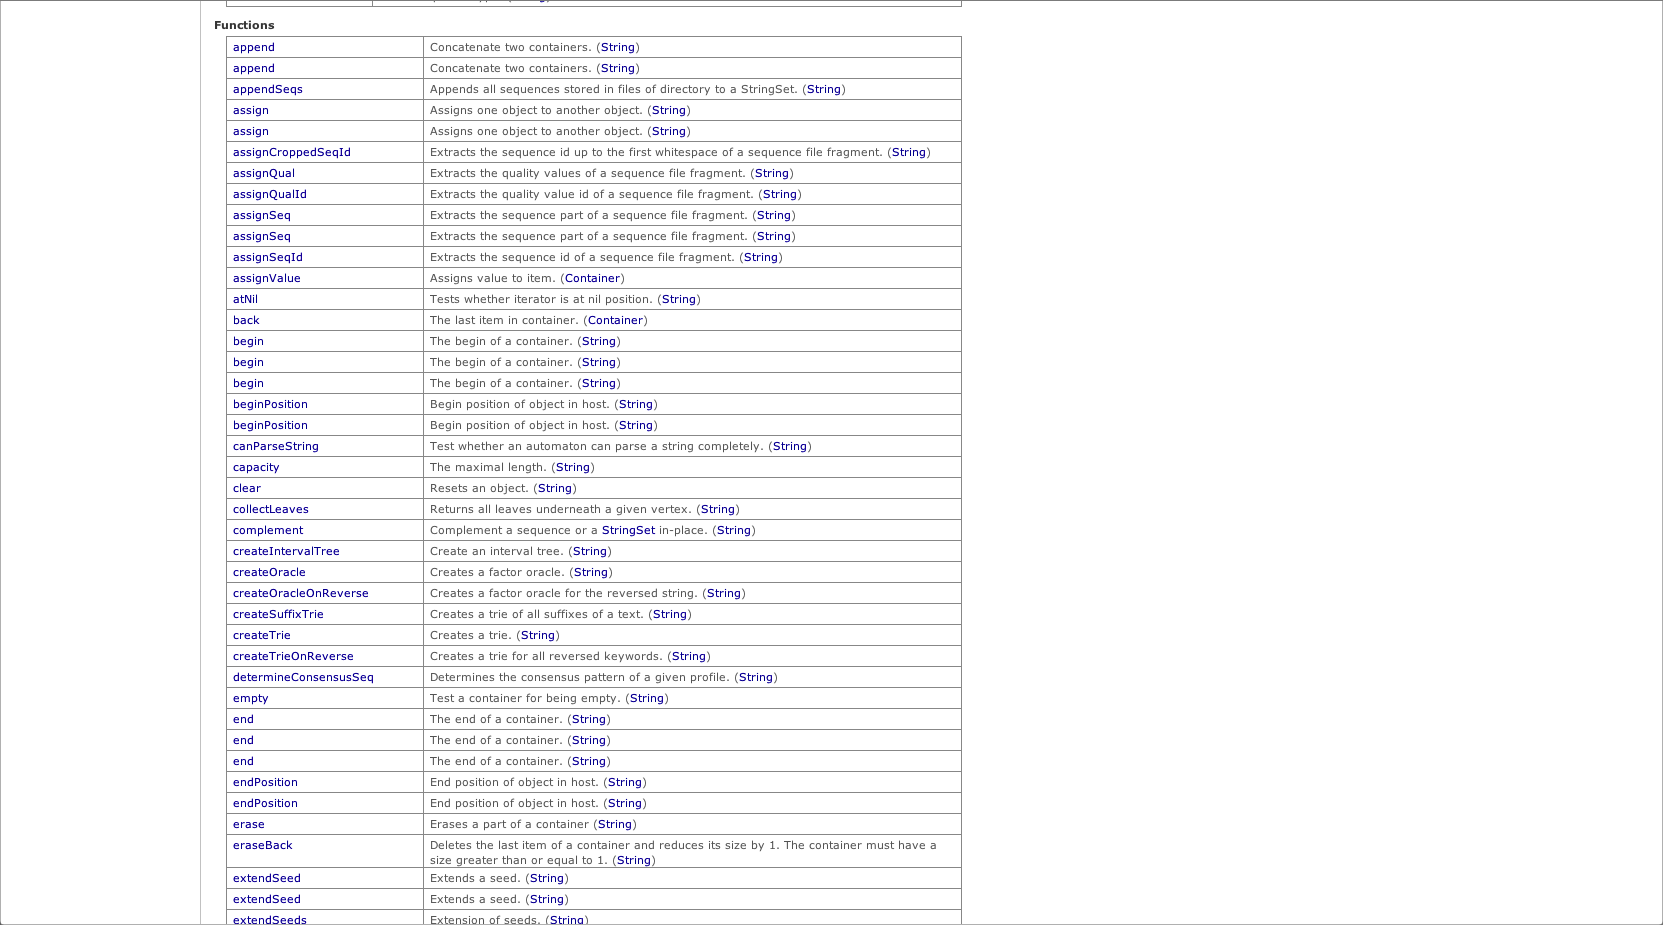 Functions
append Concatenate two containers. (String)
append Concatenate two containers. (String)
appendSeqs Appends all sequences stored in files of directory to a StringSet. (String)
assign Assigns one object to another object. (String)
assign Assigns one object to another object. (String)
assignCroppedSeqId Extracts the sequence id up to the first whitespace of a sequence file fragment. (String)
assignQual Extracts the quality values of a sequence file fragment. (String)
assignQualId Extracts the quality value id of a sequence file fragment. (String)
assignSeq Extracts the sequence part of a sequence file fragment. (String)
assignSeq Extracts the sequence part of a sequence file fragment. (String)
assignSeqId Extracts the sequence id of a sequence file fragment. (String)
assignValue Assigns value to item. (Container)
atNil Tests whether iterator is at nil position. (String)
back The last item in container. (Container)
begin The begin of a container. (String)
begin The begin of a container. (String)
begin The begin of a container. (String)
beginPosition Begin position of object in host. (String)
beginPosition Begin position of object in host. (String)
canParseString Test whether an automaton can parse a string completely. (String)
capacity The maximal length. (String)
clear Resets an object. (String)
collectLeaves Returns all leaves underneath a given vertex. (String)
complement Complement a sequence or a StringSet in-place. (String)
createIntervalTree Create an interval tree. (String)
createOracle Creates a factor oracle. (String)
createOracleOnReverse Creates a factor oracle for the reversed string. (String)
createSuffixTrie Creates a trie of all suffixes of a text. (String)
createTrie Creates a trie. (String)
createTrieOnReverse Creates a trie for all reversed keywords. (String)
determineConsensusSeq Determines the consensus pattern of a given profile. (String)
empty Test a container for being empty. (String)
end The end of a container. (String)
end The end of a container. (String)
end The end of a container. (String)
endPosition End position of object in host. (String)
endPosition End position of object in host. (String)
erase Erases a part of a container (String)
eraseBack Deletes the last item of a container and reduces its size by 1. The container must have a
size greater than or equal to 1. (String)
extendSeed Extends a seed. (String)
extendSeed Extends a seed. (String)
extendSeeds Extension of seeds. (String)